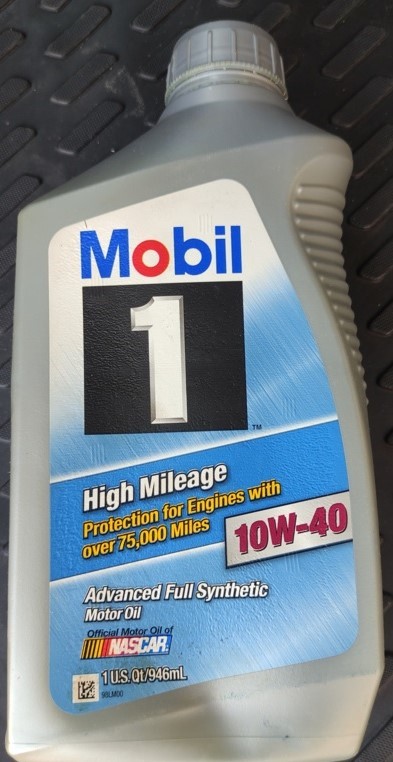 Mobil
1
TM
High Mileage
Protection for Engines with
over 75,000 Miles
10W-40
Advanced Full Synthetic
Motor Oil
Official Motor Oil of
NASCAR
1 U.S. Qt/946mL
98LM00